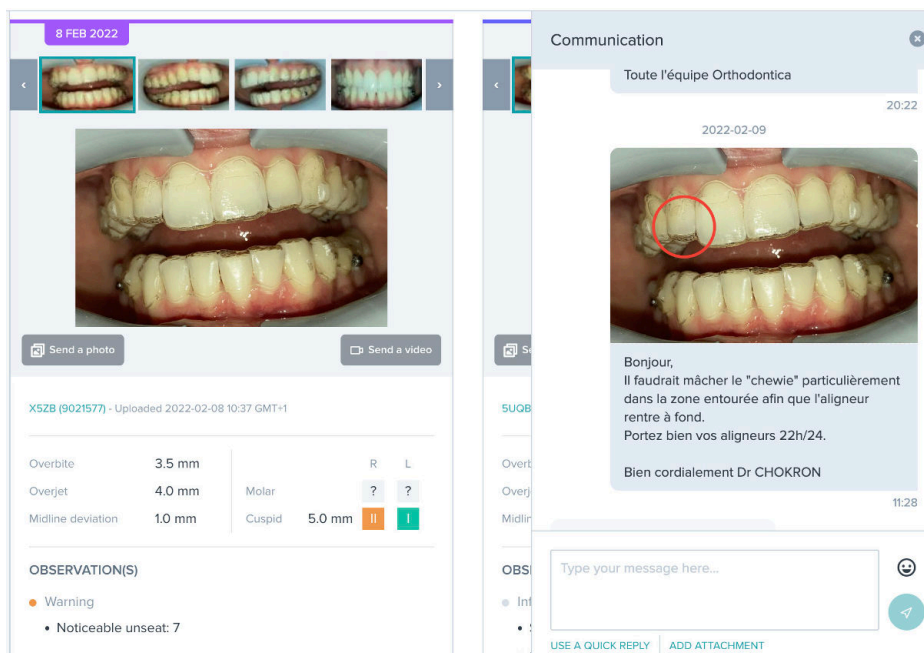 8 FEB 2022
Send a photo
Send a video
X5ZB (9021577) - Uploaded 2022-02-08 10:37 GMT+1
Overbite 3.5 mm
R L
Overjet 4.0 mm Molar ? ?
Midline deviation 1.0 mm Cuspid 5.0 mm II I
OBSERVATION(S)
Warning
• Noticeable unseat: 7
Se
5UQB
Overb
Overj
Midlin
OBSE
Inf
Communication
Toute l'équipe Orthodontica
20:22
2022-02-09
Bonjour,
Il faudrait mâcher le "chewie" particulièrement
dans la zone entourée afin que l'aligneur
rentre à fond.
Portez bien vos aligneurs 22h/24.
Bien cordialement Dr CHOKRON
11:28
Type your message here...
USE A QUICK REPLY
ADD ATTACHMENT